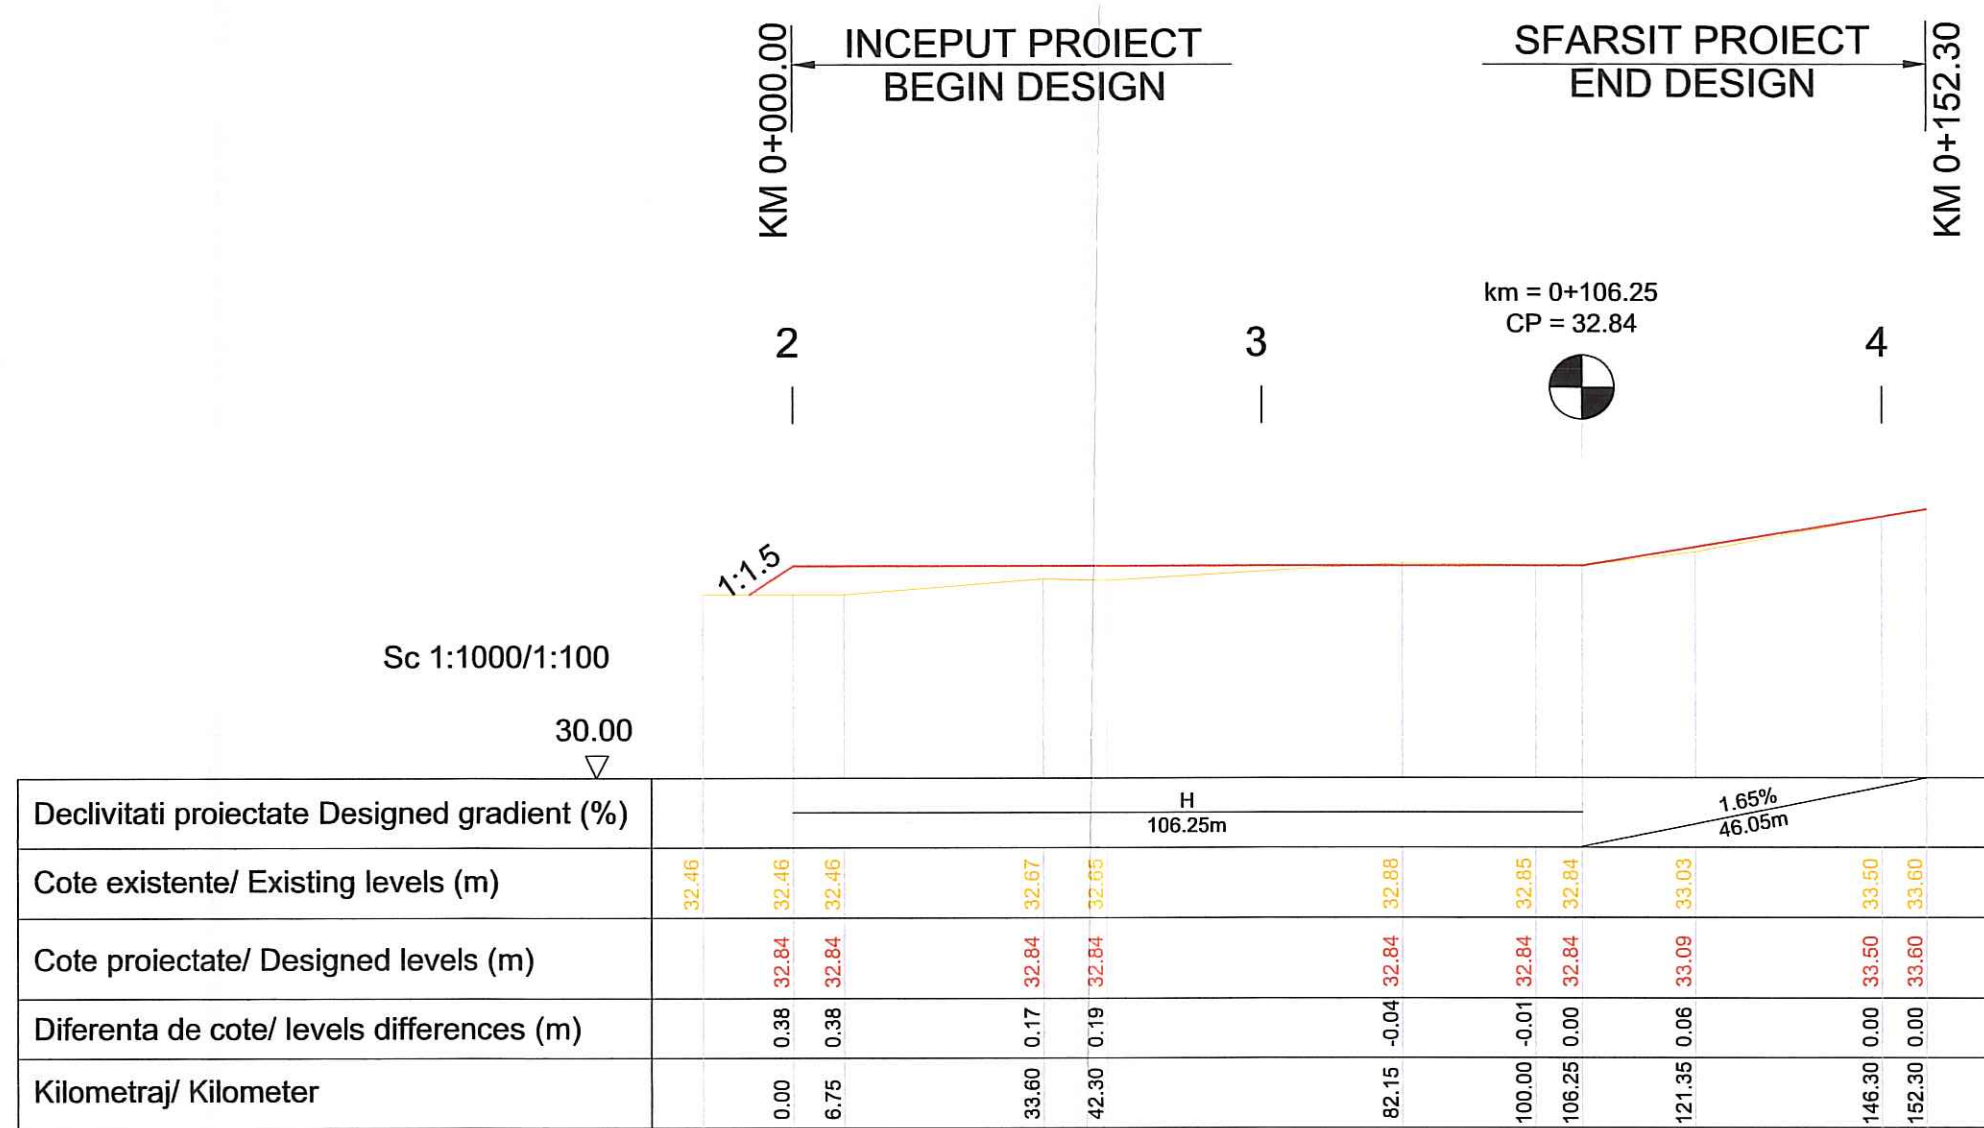 KM 0+000.00
INCEPUT PROIECT
BEGIN DESIGN
SFARSIT PROIECT
END DESIGN
KM 0+152.30
km = 0+106.25
CP = 32.84
2
3
4
1:1.5
Sc 1:1000/1:100
30.00
Declivitati proiectate Designed gradient (%)
H
106.25m
1.65%
46.05m
Cote existente/ Existing levels (m)
32.46 32.46 32.46 32.67 32.65 32.88 32.85 32.84 33.03 33.50 33.60
Cote proiectate/ Designed levels (m)
32.84 32.84 32.84 32.84 32.84 32.84 32.84 33.09 33.50 33.60
Diferenta de cote/ levels differences (m)
0.38 0.38 0.17 0.19 -0.04 -0.01 0.00 0.06 0.00 0.00
Kilometraj/ Kilometer
0.00 6.75 33.60 42.30 82.15 100.00 106.25 121.35 146.30 152.30